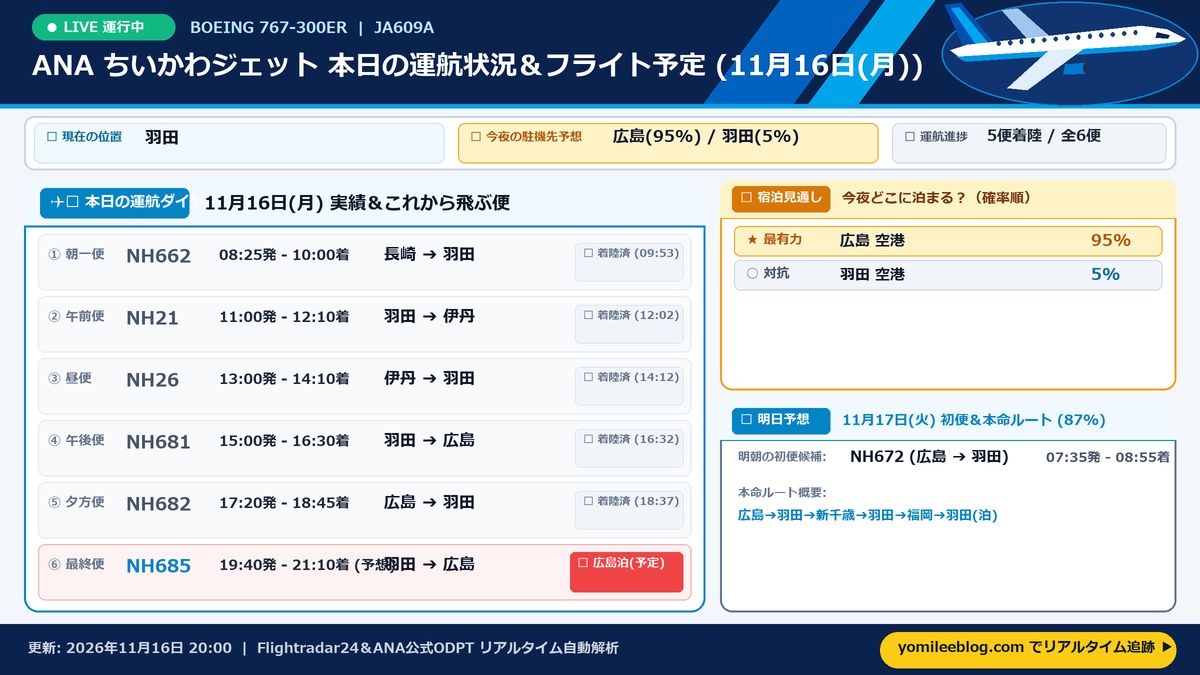 ● LIVE 運行中
BOEING 767-300ER | JA609A
ANA ちいかわジェット 本日の運航状況＆フライト予定 (11月16日(月))
□ 現在の位置 羽田
□ 今夜の駐機先予想 広島(95%) / 羽田(5%)
□ 運航進捗 5便着陸 / 全6便
✈□ 本日の運航ダイ 11月16日(月) 実績＆これから飛ぶ便
① 朝一便 NH662 08:25発 - 10:00着 長崎 → 羽田 □ 着陸済 (09:53)
② 午前便 NH21 11:00発 - 12:10着 羽田 → 伊丹 □ 着陸済 (12:02)
③ 昼便 NH26 13:00発 - 14:10着 伊丹 → 羽田 □ 着陸済 (14:12)
④ 午後便 NH681 15:00発 - 16:30着 羽田 → 広島 □ 着陸済 (16:32)
⑤ 夕方便 NH682 17:20発 - 18:45着 広島 → 羽田 □ 着陸済 (18:37)
⑥ 最終便 NH685 19:40発 - 21:10着 (予想) 羽田 → 広島 □ 広島泊(予定)
□ 宿泊見通し 今夜どこに泊まる？（確率順）
★ 最有力 広島 空港 95%
○ 対抗 羽田 空港 5%
□ 明日予想 11月17日(火) 初便＆本命ルート (87%)
明朝の初便候補: NH672 (広島 → 羽田) 07:35発 - 08:55着
本命ルート概要:
広島→羽田→新千歳→羽田→福岡→羽田(泊)
更新: 2026年11月16日 20:00 | Flightradar24＆ANA公式ODPT リアルタイム自動解析
yomileeblog.com でリアルタイム追跡 ▶